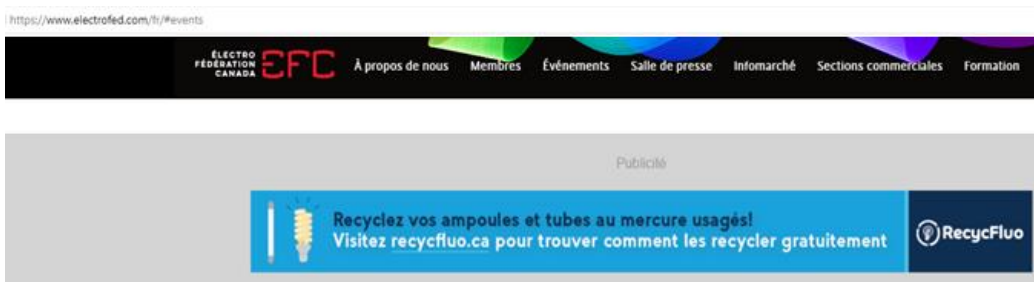 https://www.electrofed.com/fr/#events
ÉLECTRO
FÉDÉRATION
CANADA
EFC
À propos de nous Membres Événements Salle de presse Infomarché Sections commerciales Formation
Publicité
Recyclez vos ampoules et tubes au mercure usagés!
Visitez recycfluo.ca pour trouver comment les recycler gratuitement
RecycFluo